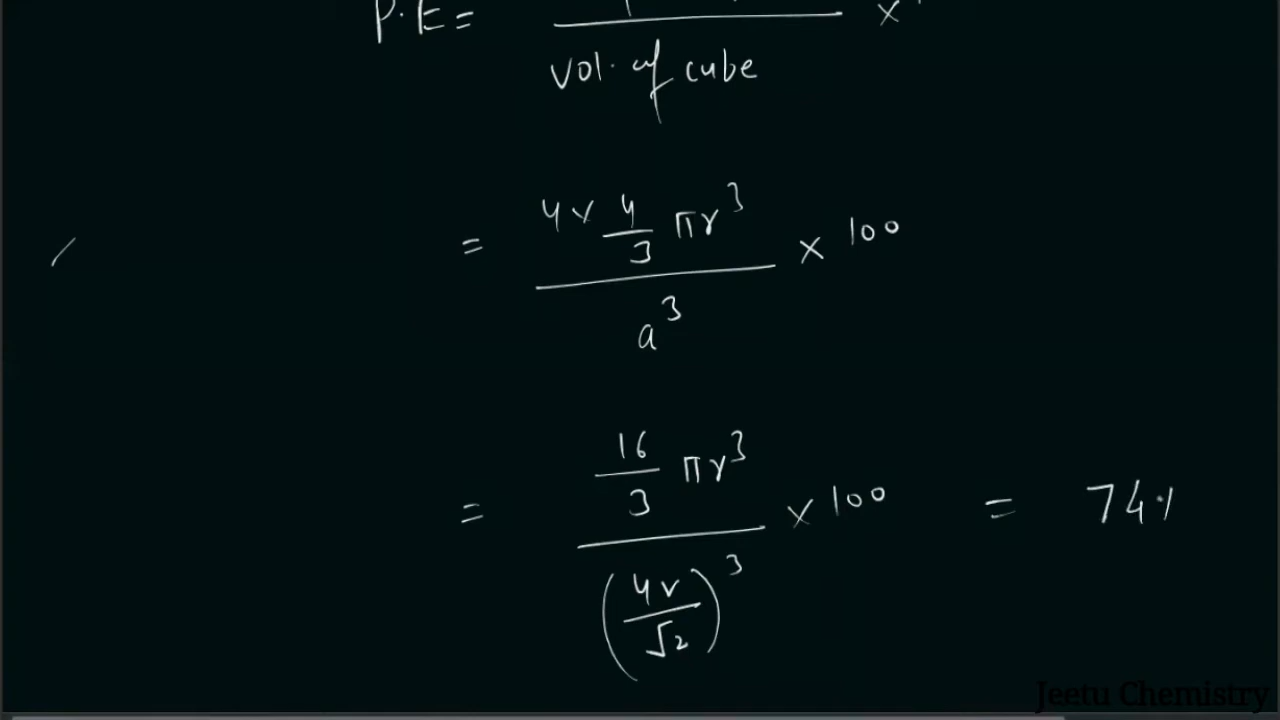 P.E =
vol. of cube
= 4 × 4/3 πr³ / a³ × 100
= 16/3 πr³ / (4r/√2)³ × 100 = 74%
Jeetu Chemistry